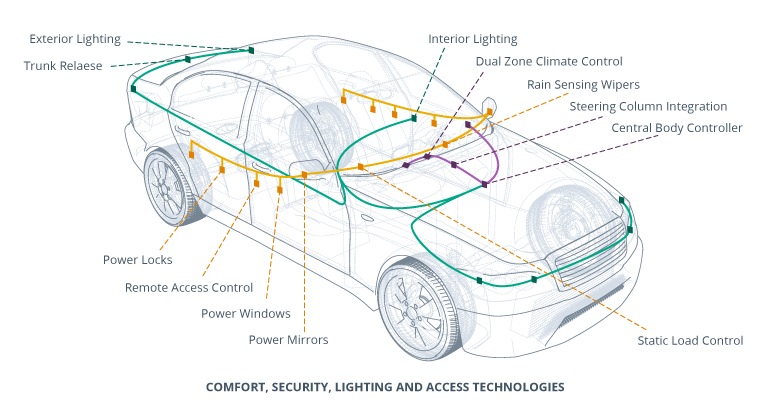 Exterior Lighting
Trunk Relaese
Interior Lighting
Dual Zone Climate Control
Rain Sensing Wipers
Steering Column Integration
Central Body Controller
Power Locks
Remote Access Control
Power Windows
Power Mirrors
Static Load Control
COMFORT, SECURITY, LIGHTING AND ACCESS TECHNOLOGIES